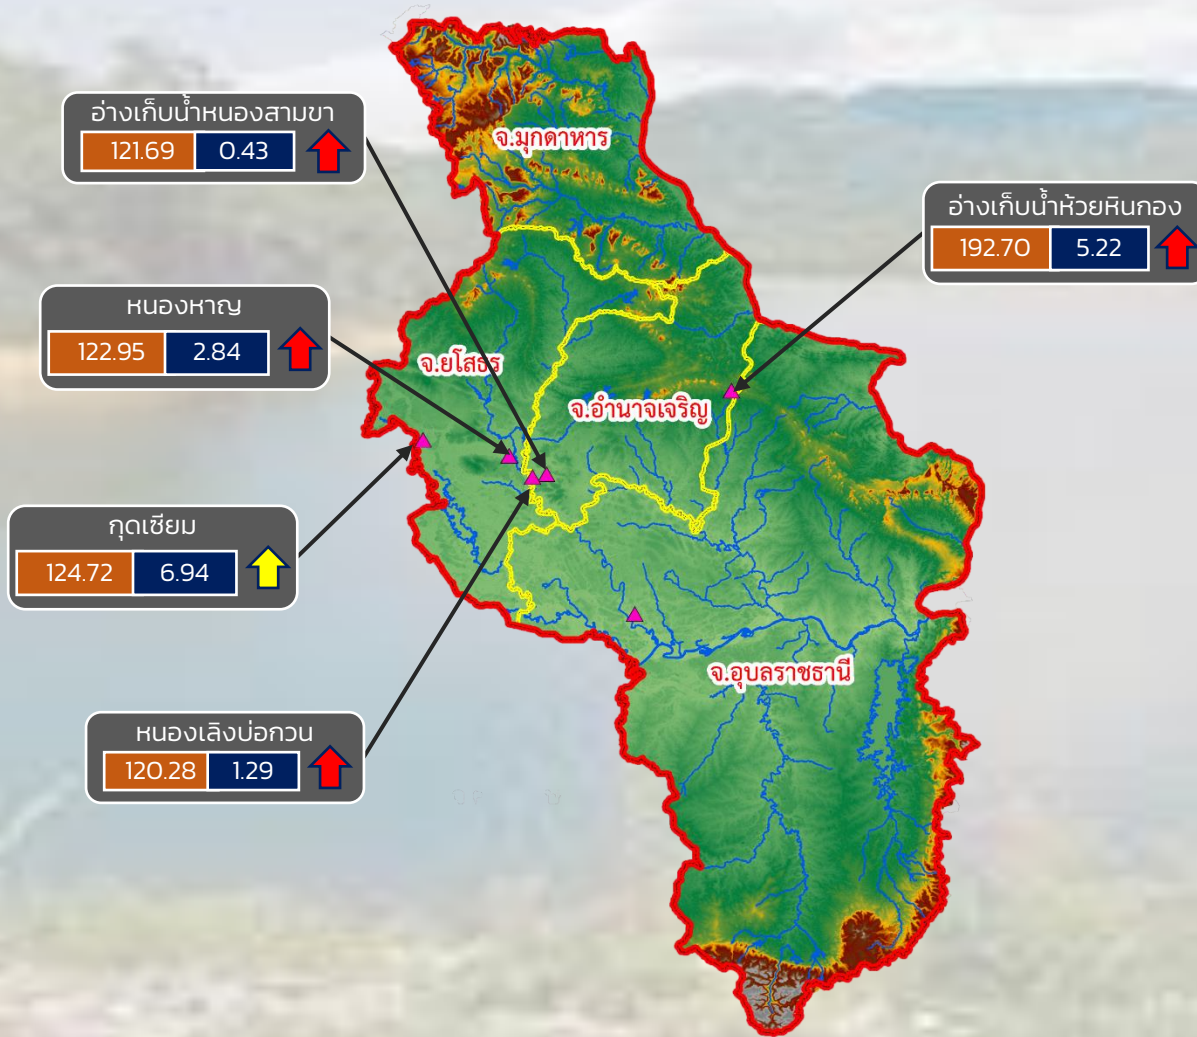 อ่างเก็บน้ำหนองสามขา
121.69 0.43
จ.มุกดาหาร
อ่างเก็บน้ำห้วยหินกอง
192.70 5.22
หนองหาญ
122.95 2.84
จ.ยโสธร
จ.อำนาจเจริญ
กุดเซียม
124.72 6.94
จ.อุบลราชธานี
หนองเลิงบ่อกวน
120.28 1.29